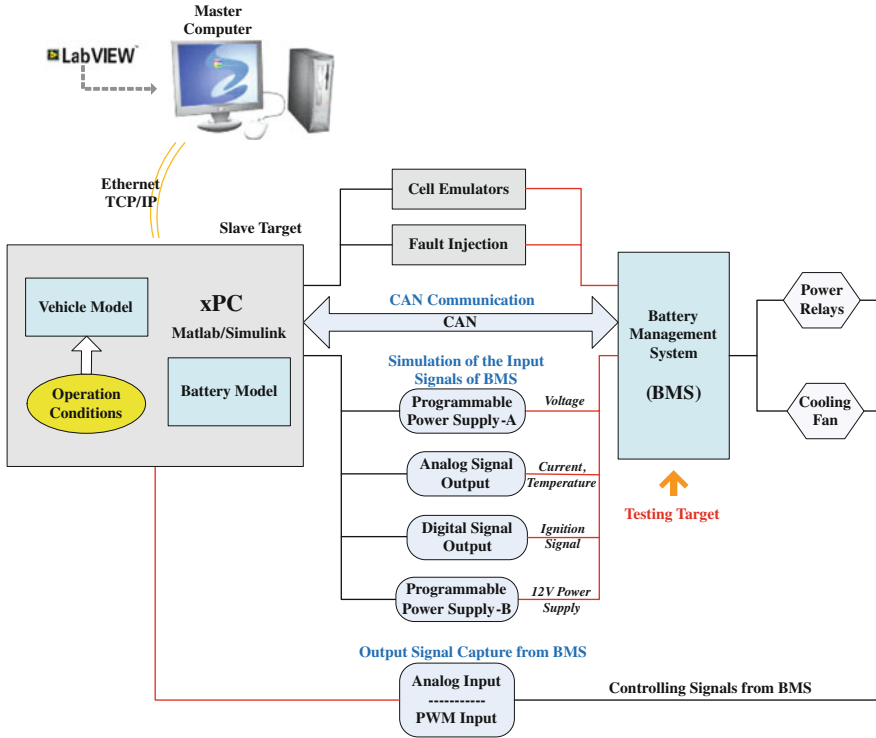 Master
Computer
LabVIEW™
Ethernet
TCP/IP
Slave Target
Cell Emulators
Fault Injection
Vehicle Model
xPC
Matlab/Simulink
Operation
Conditions
Battery Model
CAN Communication
CAN
Simulation of the Input
Signals of BMS
Programmable
Power Supply-A
Voltage
Analog Signal
Output
Current,
Temperature
Digital Signal
Output
Ignition
Signal
Programmable
Power Supply-B
12V Power
Supply
Battery
Management
System
(BMS)
Testing Target
Power
Relays
Cooling
Fan
Output Signal Capture from BMS
Analog Input
-----------
PWM Input
Controlling Signals from BMS